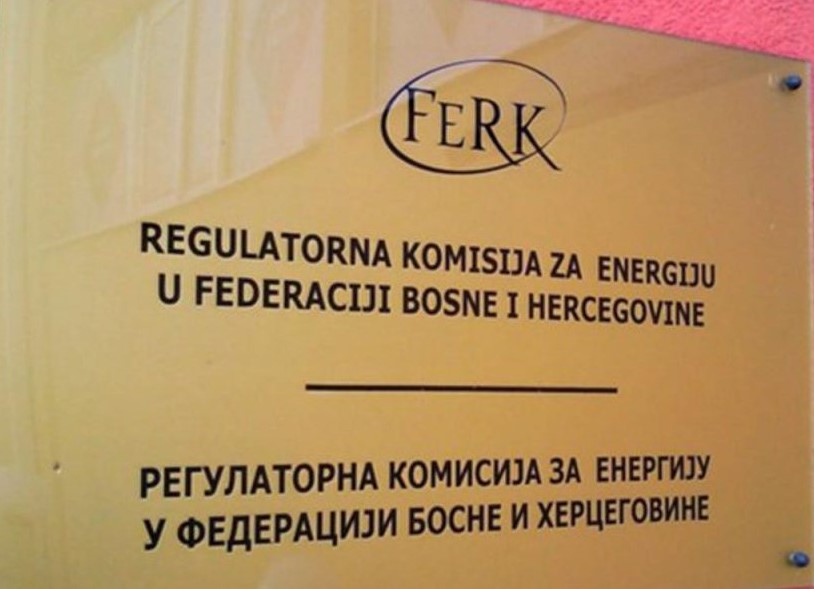 FERK
REGULATORNA KOMISIJA ZA ENERGIJU
U FEDERACIJI BOSNE I HERCEGOVINE
РЕГУЛАТОРНА КОМИСИЈА ЗА ЕНЕРГИЈУ
У ФЕДЕРАЦИЈИ БОСНЕ И ХЕРЦЕГОВИНЕ